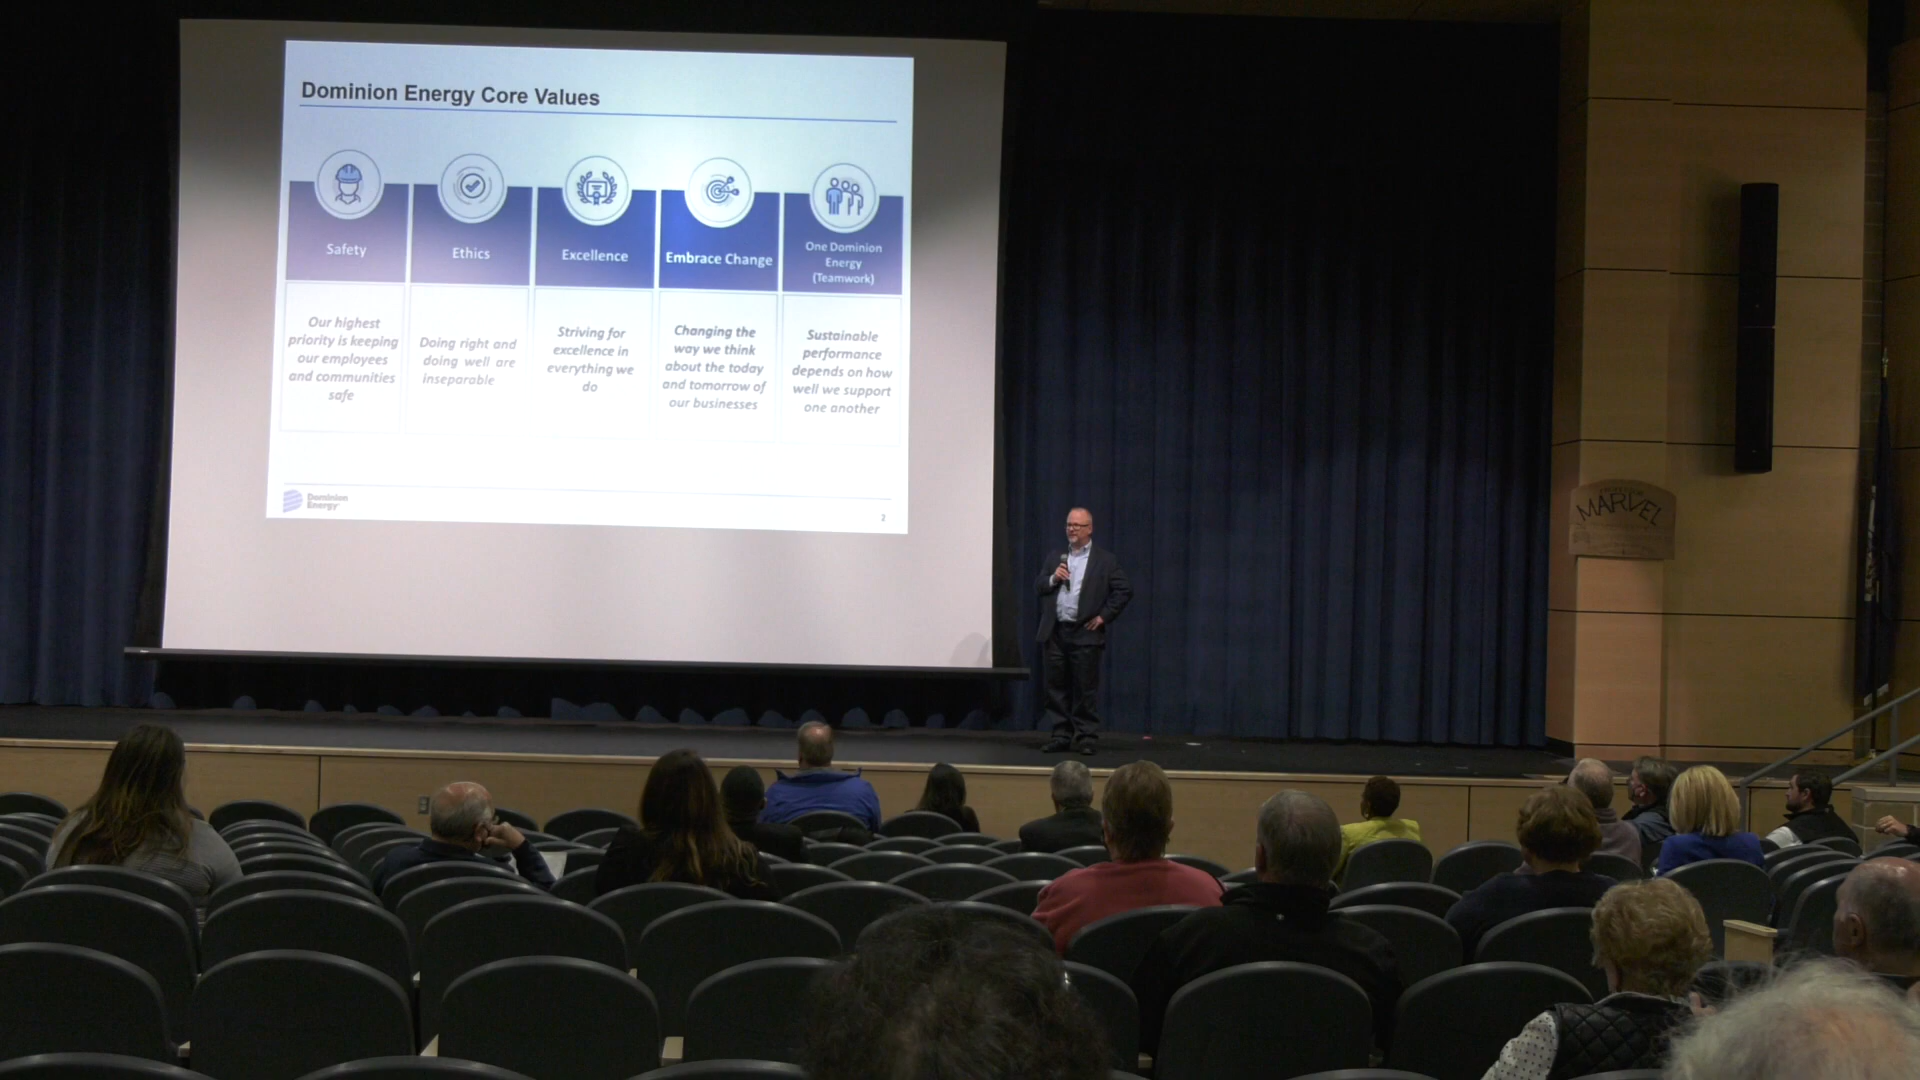 Dominion Energy Core Values
Safety
Our highest
priority is keeping
our employees
and communities
safe
Ethics
Doing right and
doing well are
inseparable
Excellence
Striving for
excellence in
everything we
do
Embrace Change
Changing the
way we think
about the today
and tomorrow of
our businesses
One Dominion
Energy
(Teamwork)
Sustainable
performance
depends on how
well we support
one another
Dominion
Energy
2
MARVEL